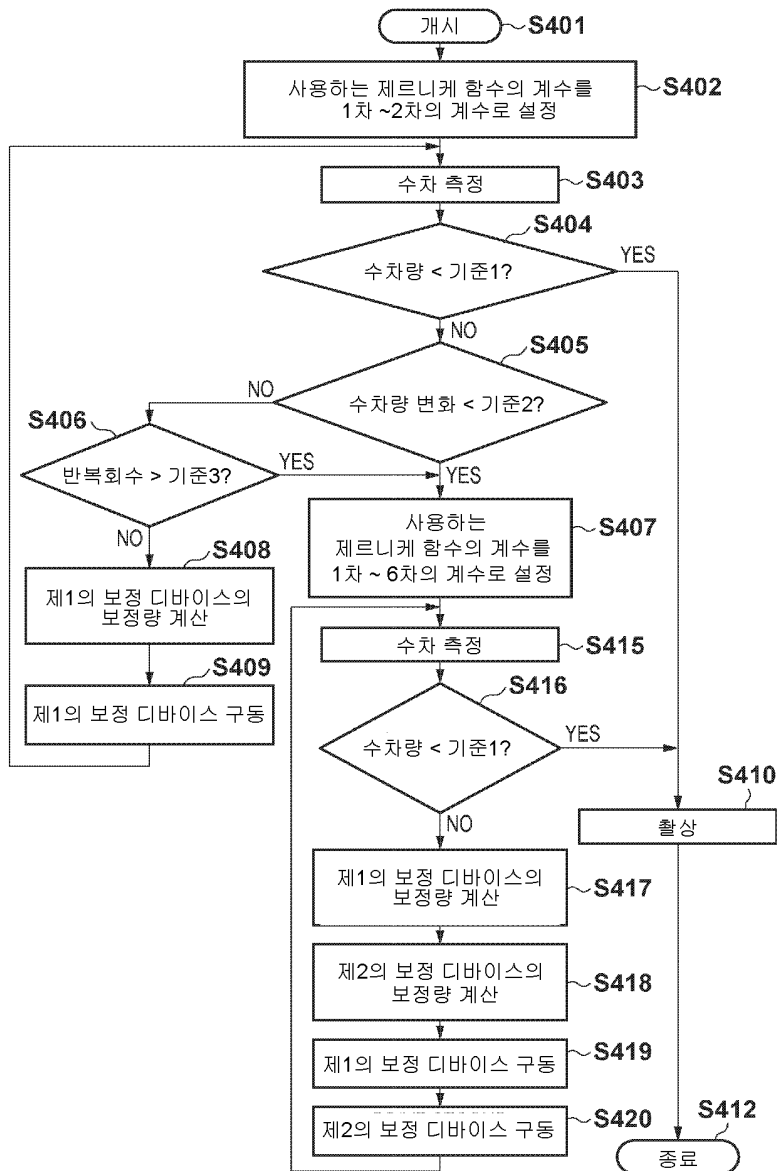 개시
S401
사용하는 제르니케 함수의 계수를
1차 ~2차의 계수로 설정
S402
수차 측정
S403
S404
수차량 < 기준1?
YES
NO
S405
수차량 변화 < 기준2?
NO
YES
S406
반복회수 > 기준3?
YES
NO
사용하는
제르니케 함수의 계수를
1차 ~ 6차의 계수로 설정
S407
S408
제1의 보정 디바이스의
보정량 계산
S409
제1의 보정 디바이스 구동
수차 측정
S415
S416
수차량 < 기준1?
YES
NO
S410
촬상
제1의 보정 디바이스의
보정량 계산
S417
제2의 보정 디바이스의
보정량 계산
S418
제1의 보정 디바이스 구동
S419
제2의 보정 디바이스 구동
S420
S412
종료